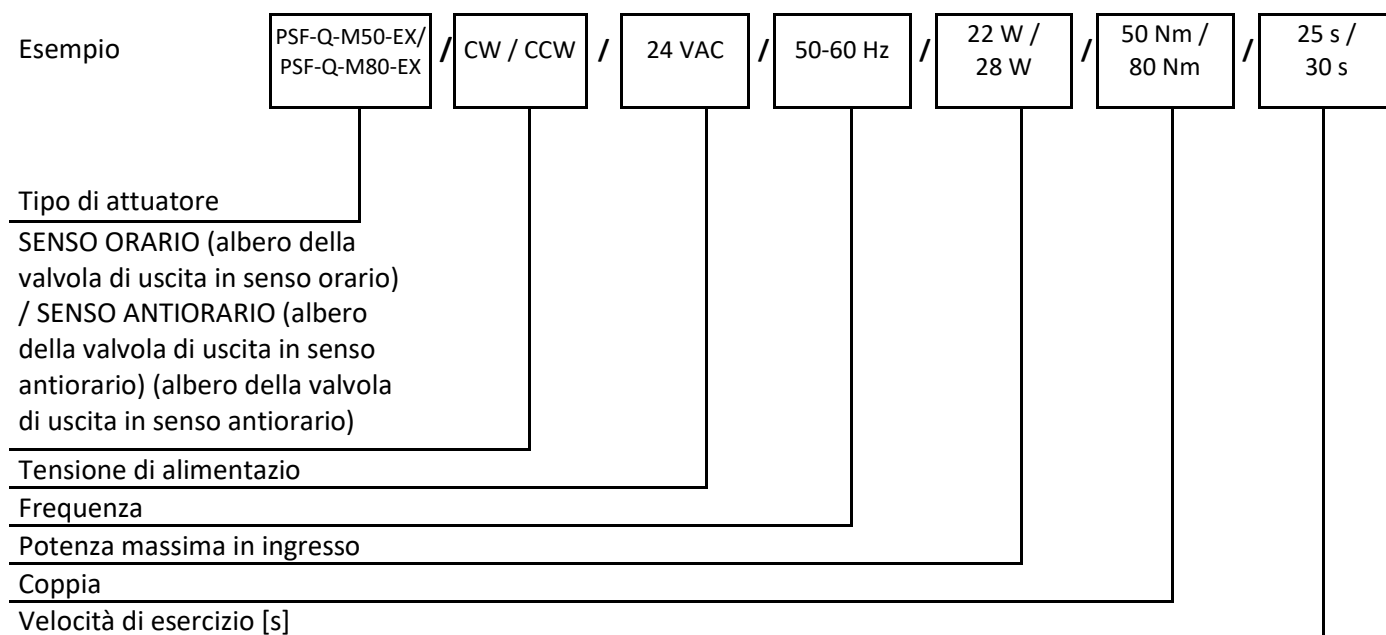 Esempio
PSF-Q-M50-EX/
PSF-Q-M80-EX
/
CW / CCW
/
24 VAC
/
50-60 Hz
/
22 W /
28 W
/
50 Nm /
80 Nm
/
25 s /
30 s
Tipo di attuatore
SENSO ORARIO (albero della
valvola di uscita in senso orario)
/ SENSO ANTIORARIO (albero
della valvola di uscita in senso
antiorario) (albero della valvola
di uscita in senso antiorario)
Tensione di alimentazio
Frequenza
Potenza massima in ingresso
Coppia
Velocità di esercizio [s]